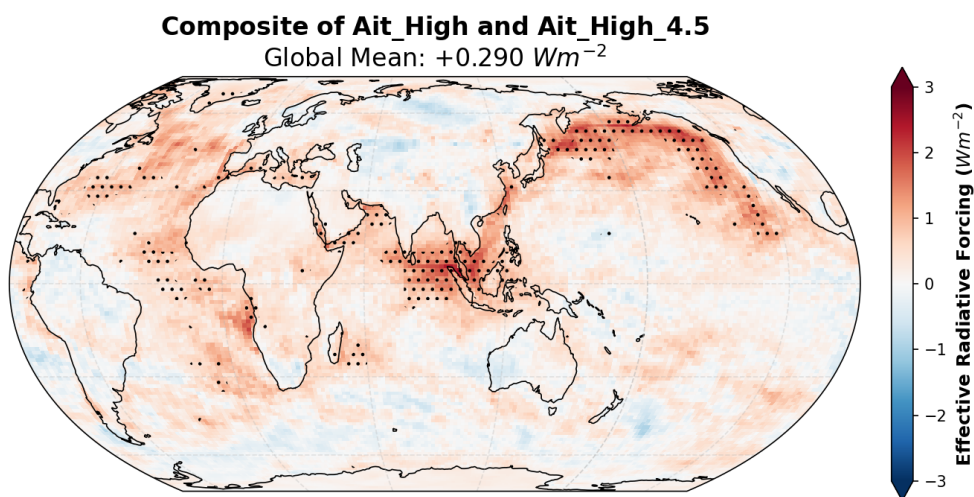 Composite of Ait_High and Ait_High_4.5
Global Mean: +0.290 Wm⁻²
3
2
1
0
−1
−2
−3
Effective Radiative Forcing (Wm⁻²)